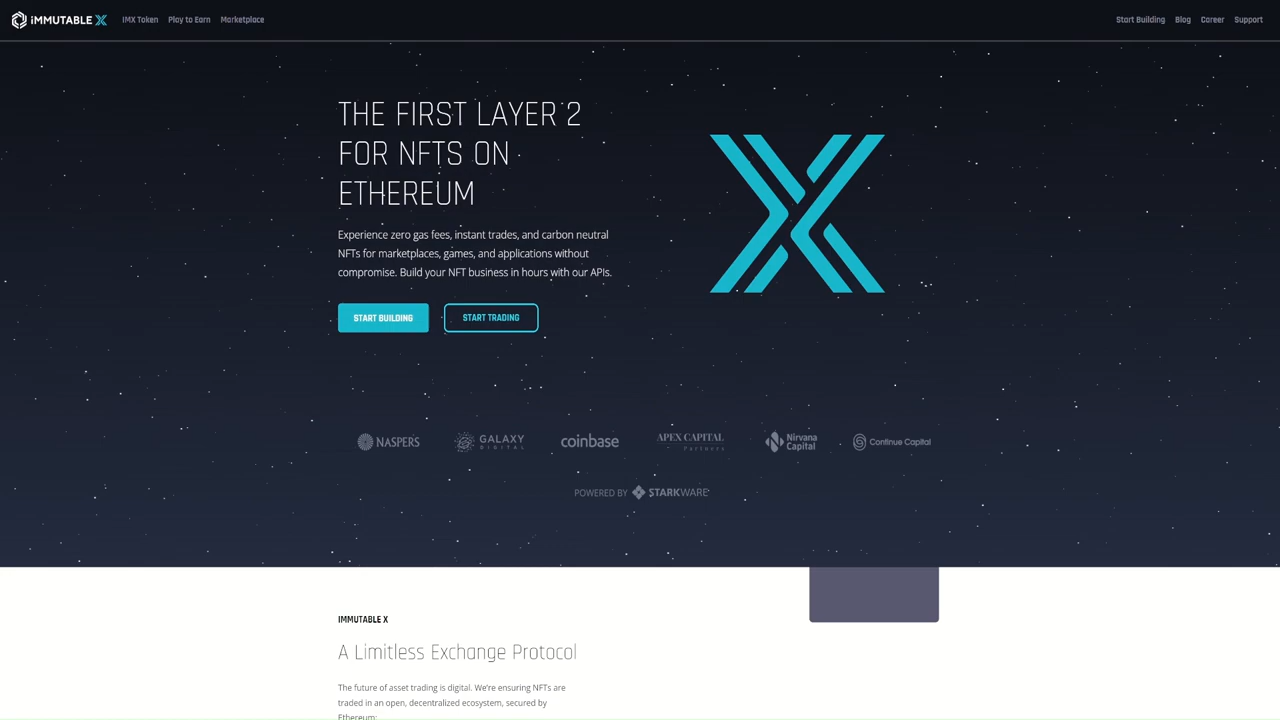 iMMUTABLE X
IMX Token
Play to Earn
Marketplace
Start Building
Blog
Career
Support
THE FIRST LAYER 2
FOR NFTS ON
ETHEREUM
Experience zero gas fees, instant trades, and carbon neutral
NFTs for marketplaces, games, and applications without
compromise. Build your NFT business in hours with our APIs.
START BUILDING
START TRADING
NASPERS
GALAXY
DIGITAL
coinbase
APEX CAPITAL
Partners
Nirvana
Capital
Continue Capital
POWERED BY STARKWARE
IMMUTABLE X
A Limitless Exchange Protocol
The future of asset trading is digital. We're ensuring NFTs are
traded in an open, decentralized ecosystem, secured by
Ethereum: